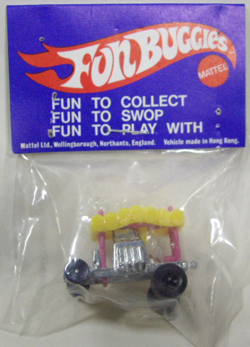 Fun Buggies
MATTEL
FUN TO COLLECT
FUN TO SWOP
FUN TO PLAY WITH
Mattel Ltd., Wellingborough, Northants, England. Vehicle made in Hong Kong.